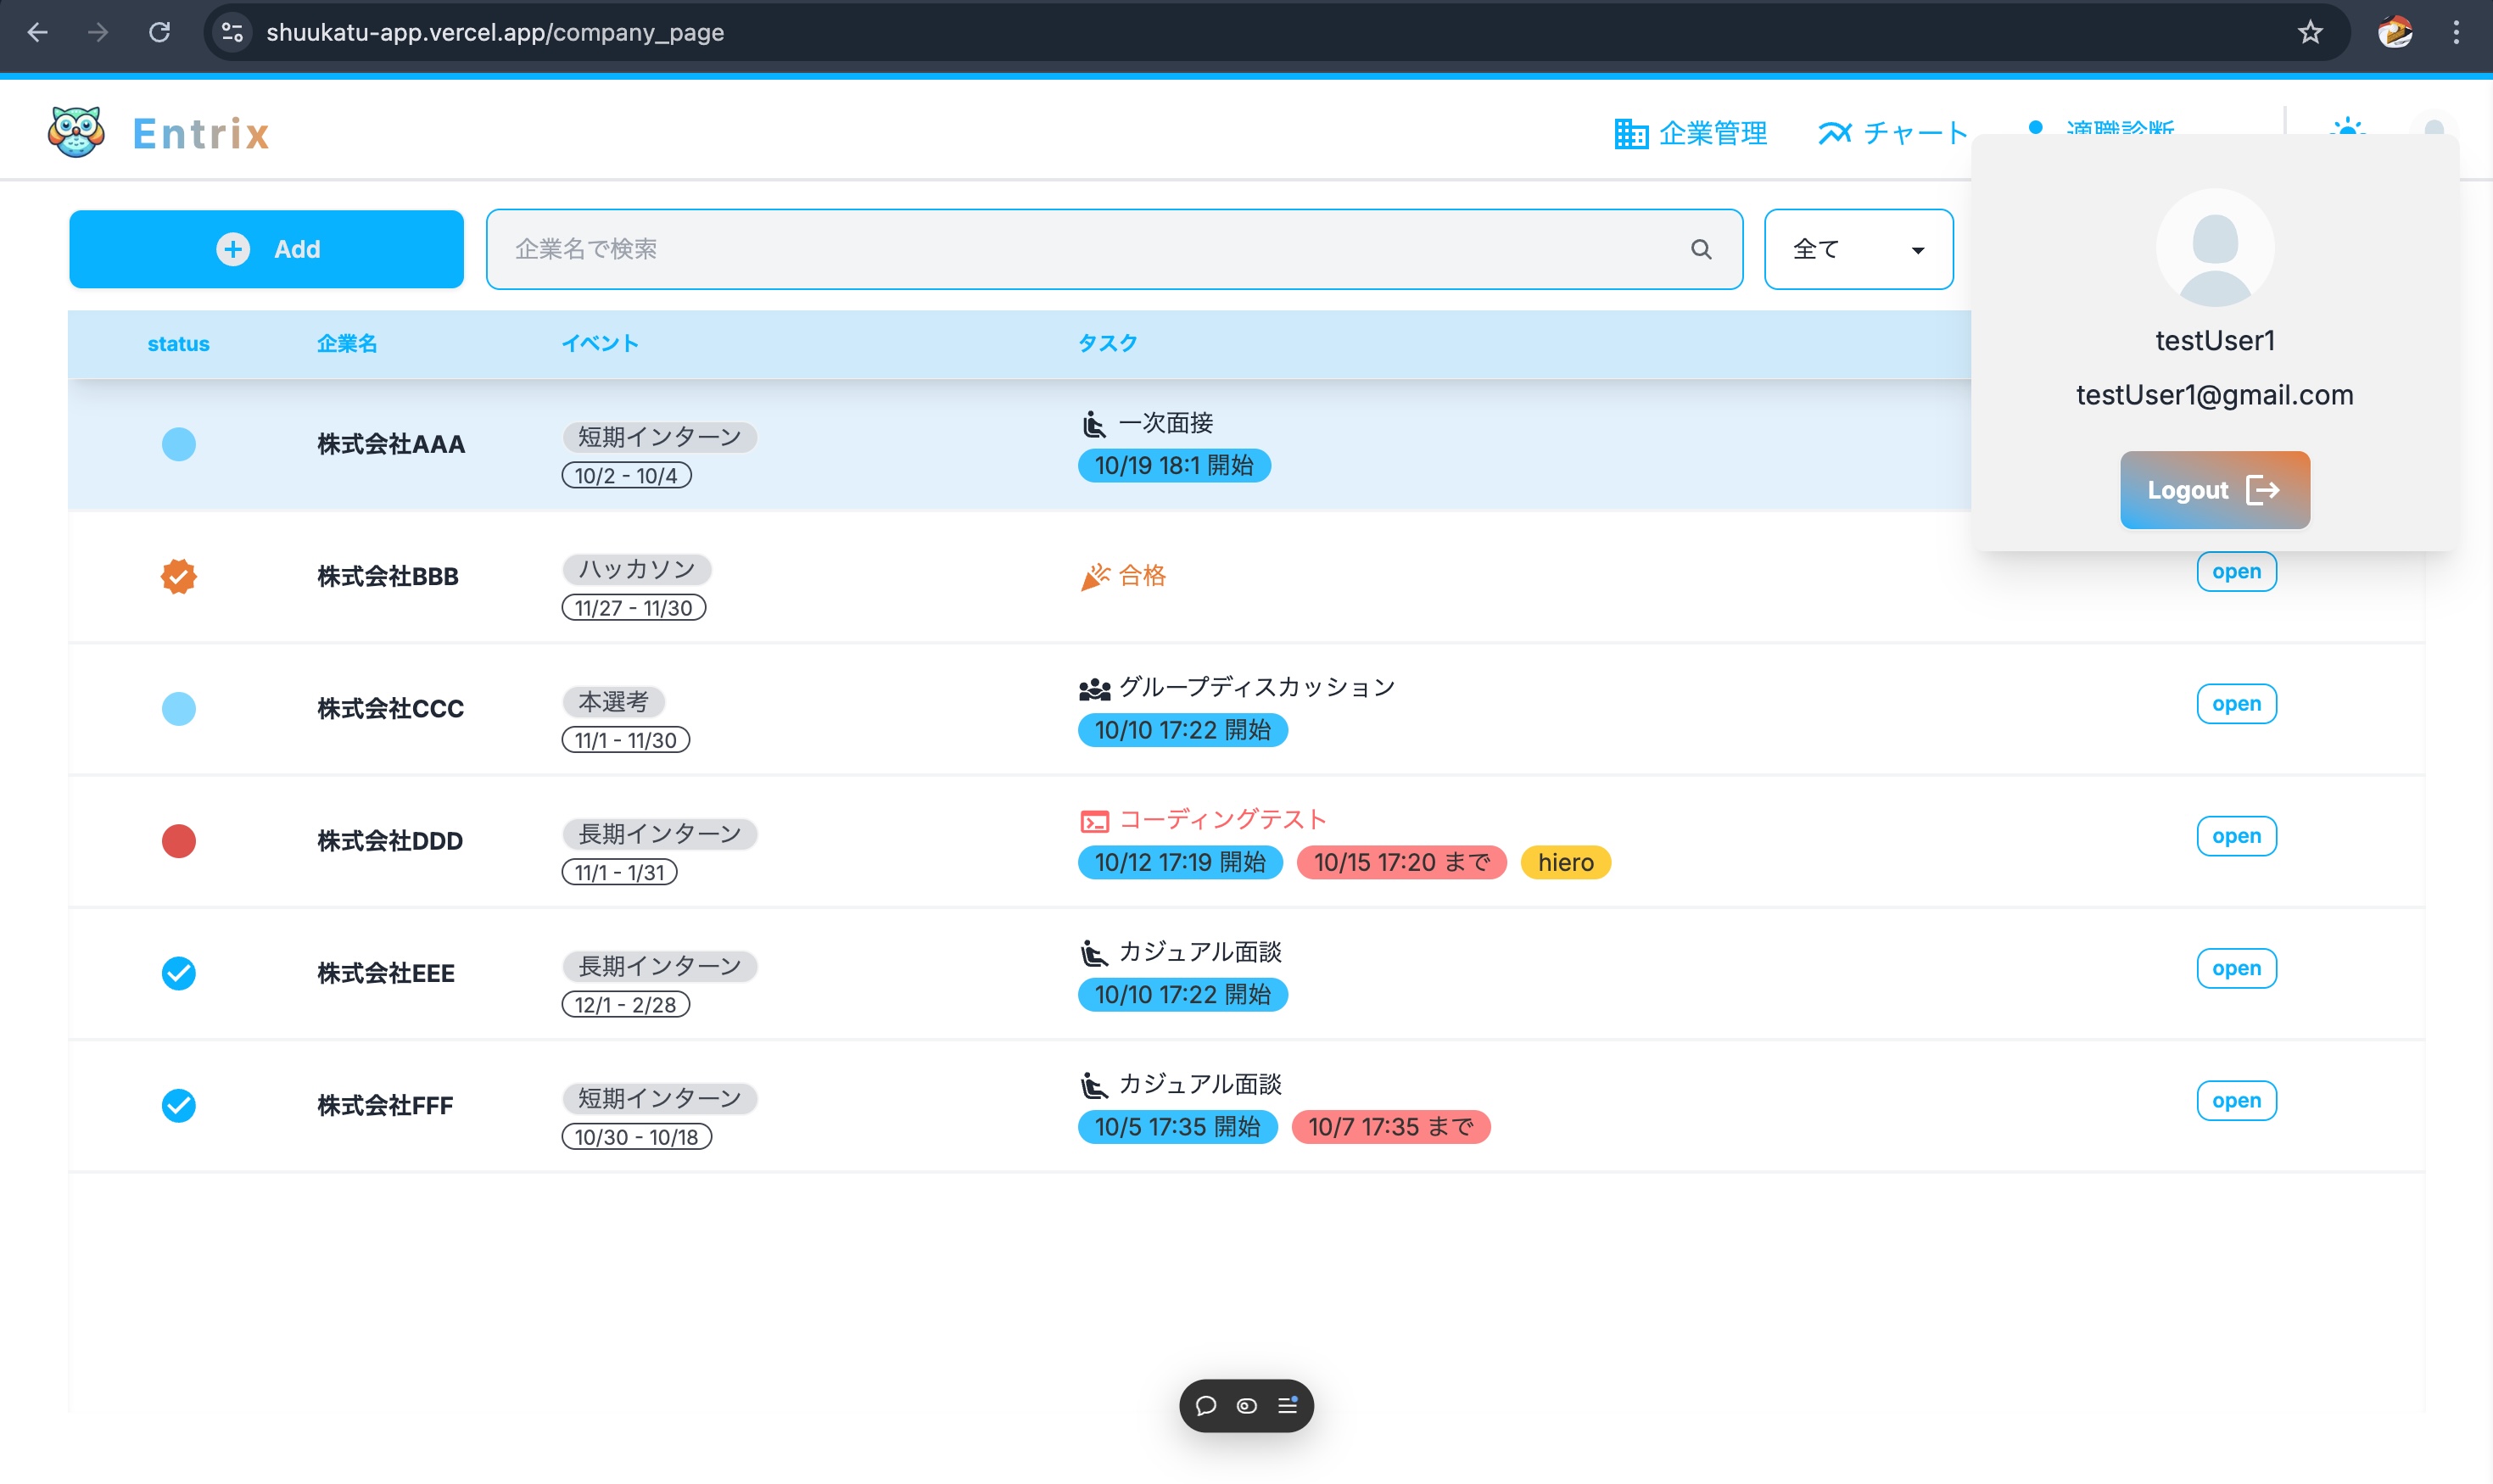 shuukatu-app.vercel.app/company_page
Entrix
企業管理
チャート
適職診断
Add
企業名で検索
全て
testUser1
testUser1@gmail.com
Logout
status 企業名 イベント タスク
株式会社AAA
短期インターン
10/2 - 10/4
一次面接
10/19 18:1 開始
株式会社BBB
ハッカソン
11/27 - 11/30
合格
open
株式会社CCC
本選考
11/1 - 11/30
グループディスカッション
10/10 17:22 開始
open
株式会社DDD
長期インターン
11/1 - 1/31
コーディングテスト
10/12 17:19 開始 10/15 17:20 まで hiero
open
株式会社EEE
長期インターン
12/1 - 2/28
カジュアル面談
10/10 17:22 開始
open
株式会社FFF
短期インターン
10/30 - 10/18
カジュアル面談
10/5 17:35 開始 10/7 17:35 まで
open